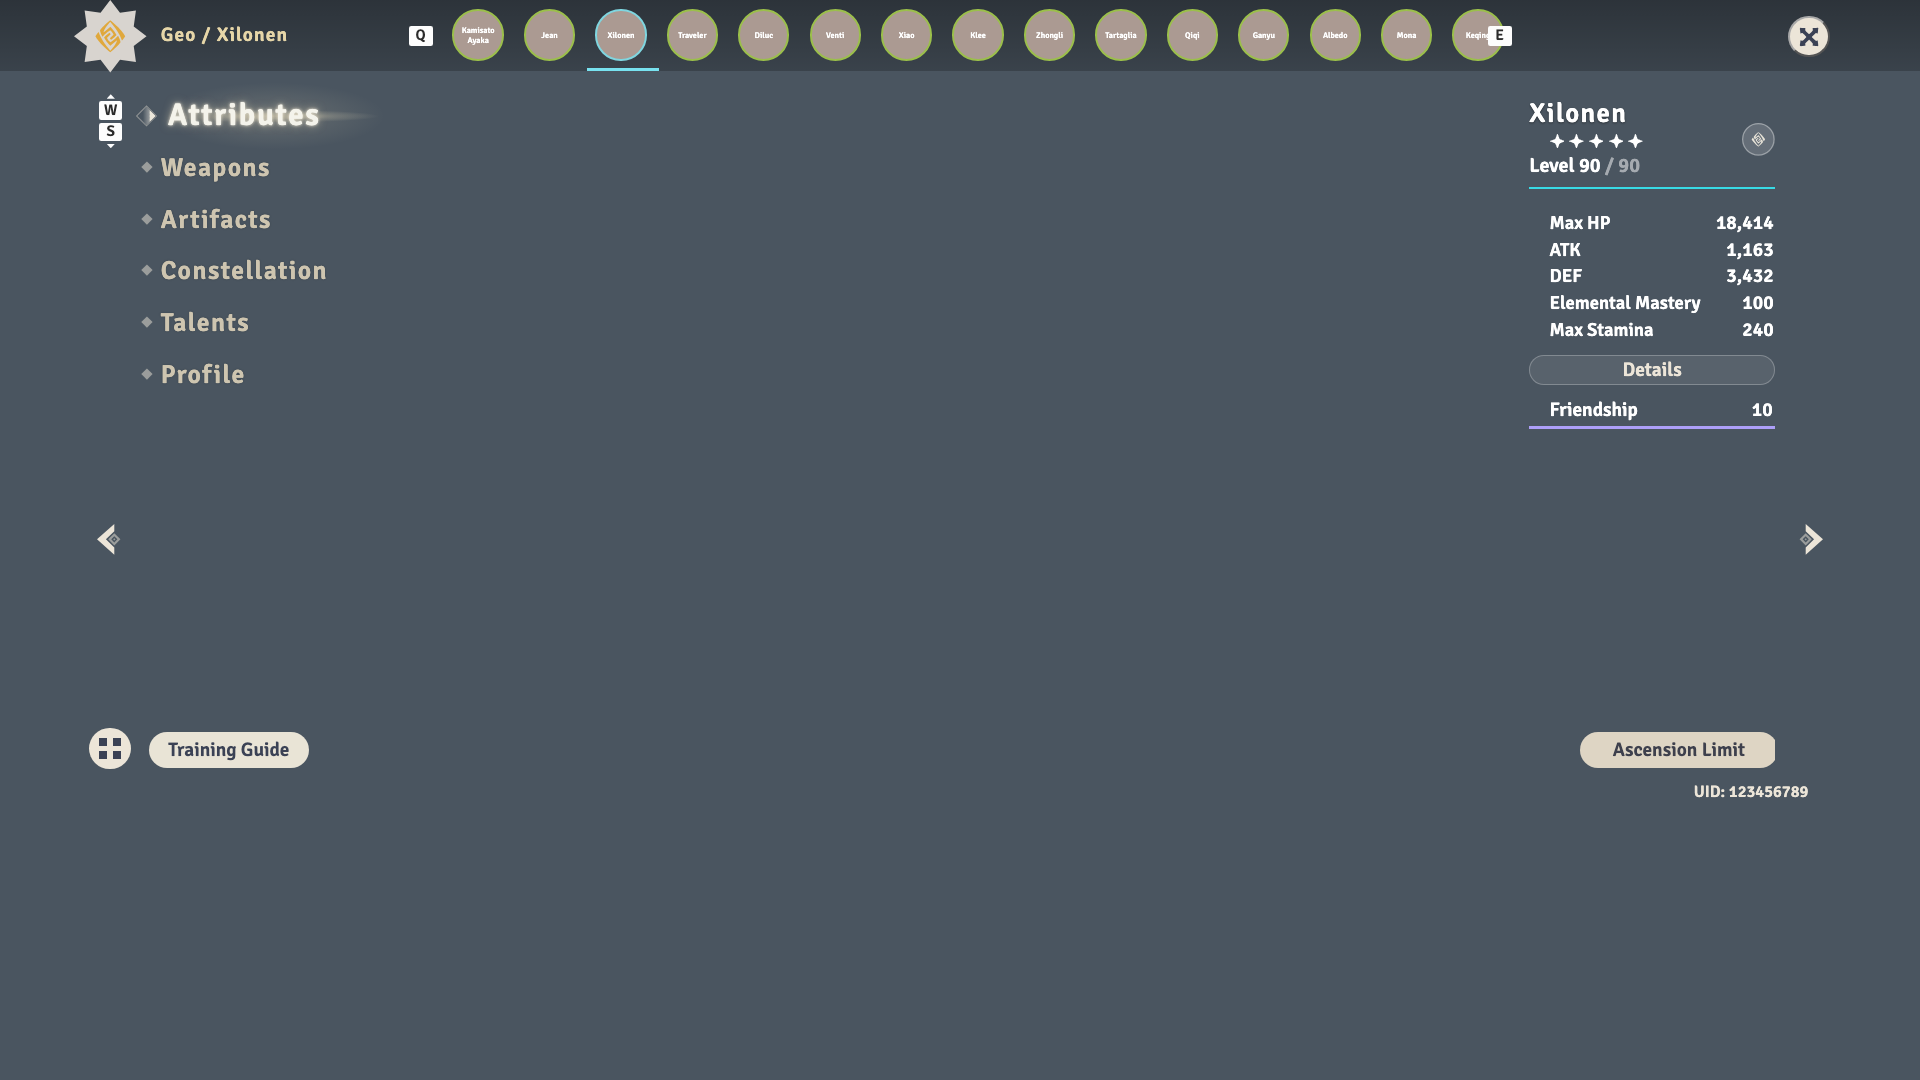 Geo / Xilonen
Q
Kamisato
Ayaka
Jean
Xilonen
Traveler
Diluc
Venti
Xiao
Klee
Zhongli
Tartaglia
Qiqi
Ganyu
Albedo
Mona
Keqing
E
W
S
Attributes
Weapons
Artifacts
Constellation
Talents
Profile
Xilonen
Level 90 / 90
Max HP 18,414
ATK 1,163
DEF 3,432
Elemental Mastery 100
Max Stamina 240
Details
Friendship 10
Training Guide
Ascension Limit
UID: 123456789